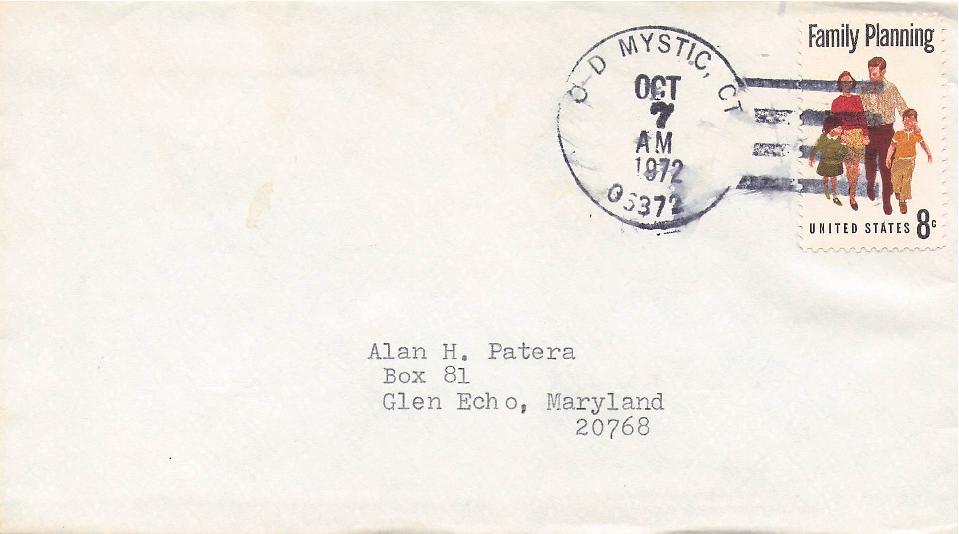 OLD MYSTIC, CT
OCT
7
AM
1972
06372
Family Planning
UNITED STATES 8c
Alan H. Patera
Box 81
Glen Echo, Maryland
20768